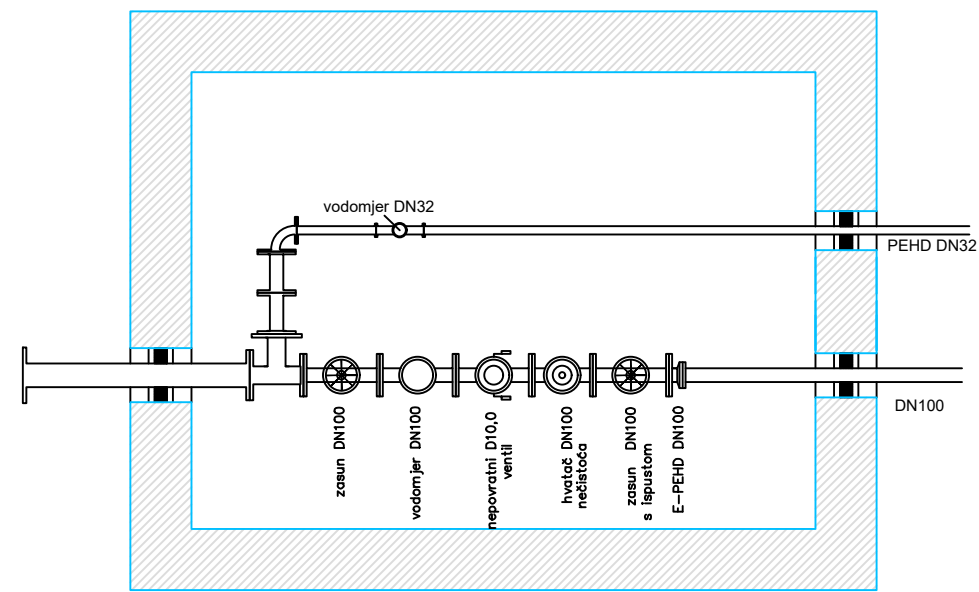 vodomjer DN32
PEHD DN32
DN100
zasun DN100
vodomjer DN100
nepovratni D10,0
ventil
hvatač DN100
nečistoća
zasun DN100
s ispustom
E-PEHD DN100